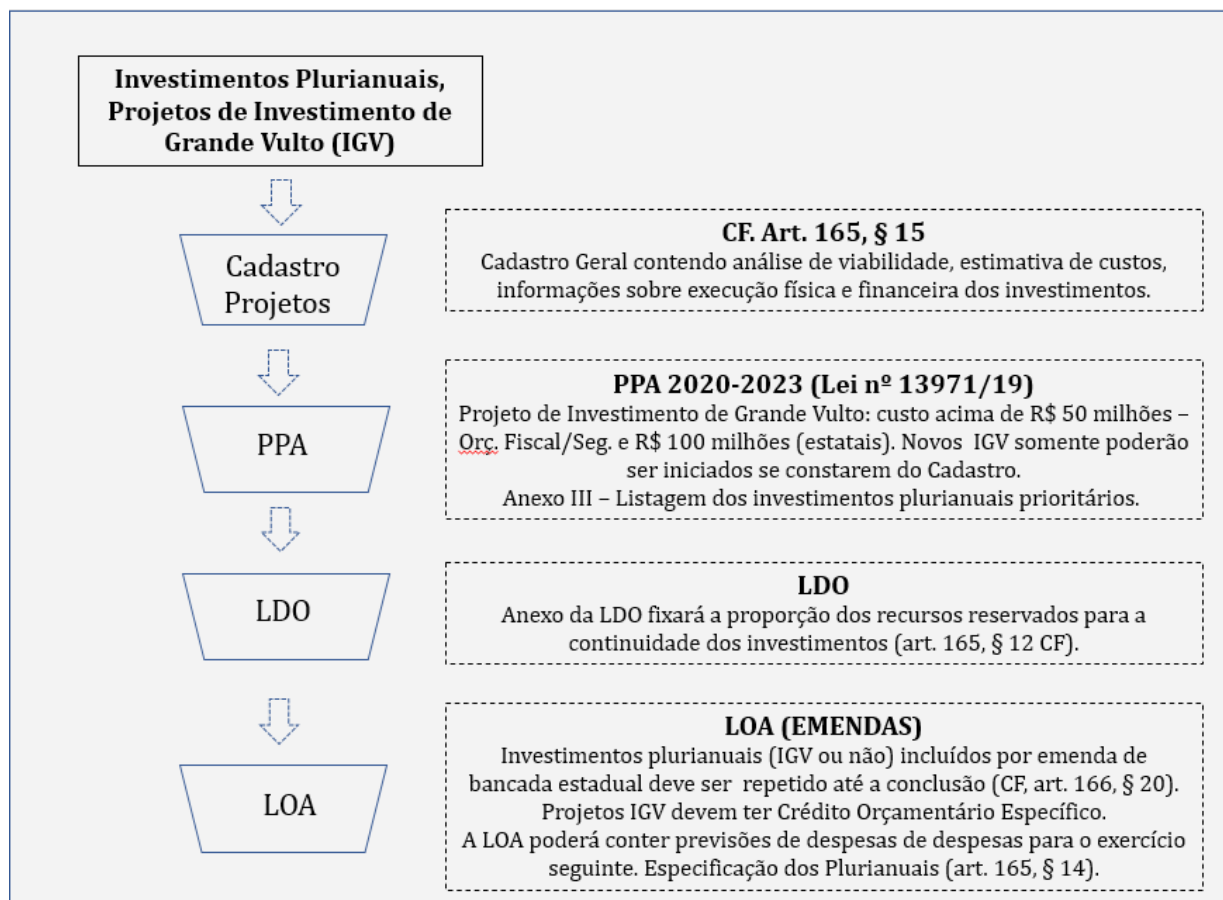 Investimentos Plurianuais,
Projetos de Investimento de
Grande Vulto (IGV)
Cadastro
Projetos
CF. Art. 165, § 15
Cadastro Geral contendo análise de viabilidade, estimativa de custos,
informações sobre execução física e financeira dos investimentos.
PPA
PPA 2020-2023 (Lei nº 13971/19)
Projeto de Investimento de Grande Vulto: custo acima de R$ 50 milhões –
Orç. Fiscal/Seg. e R$ 100 milhões (estatais). Novos IGV somente poderão
ser iniciados se constarem do Cadastro.
Anexo III – Listagem dos investimentos plurianuais prioritários.
LDO
LDO
Anexo da LDO fixará a proporção dos recursos reservados para a
continuidade dos investimentos (art. 165, § 12 CF).
LOA
LOA (EMENDAS)
Investimentos plurianuais (IGV ou não) incluídos por emenda de
bancada estadual deve ser repetido até a conclusão (CF, art. 166, § 20).
Projetos IGV devem ter Crédito Orçamentário Específico.
A LOA poderá conter previsões de despesas de despesas para o exercício
seguinte. Especificação dos Plurianuais (art. 165, § 14).